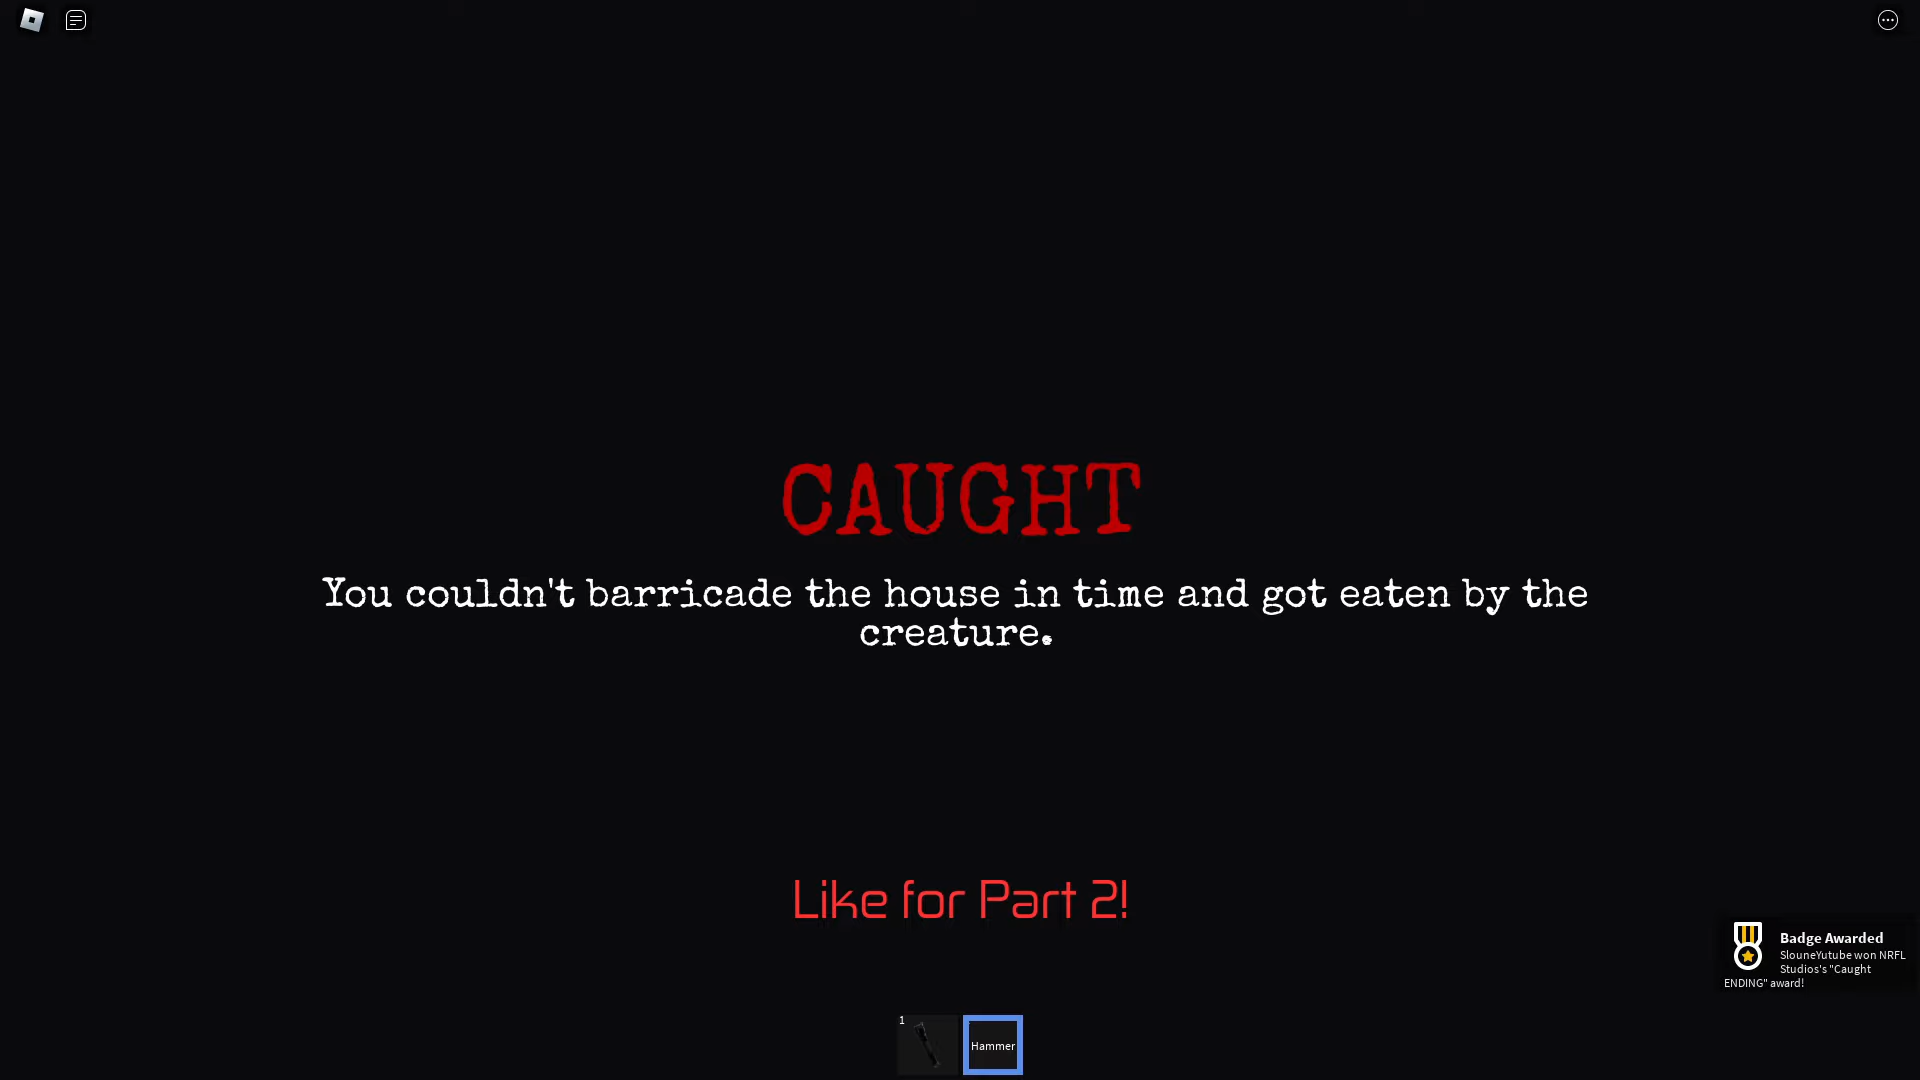 CAUGHT
You couldn't barricade the house in time and got eaten by the
creature.
Like for Part 2!
Badge Awarded
SlouneYutube won NRFL
Studios's "Caught
ENDING" award!
1
Hammer